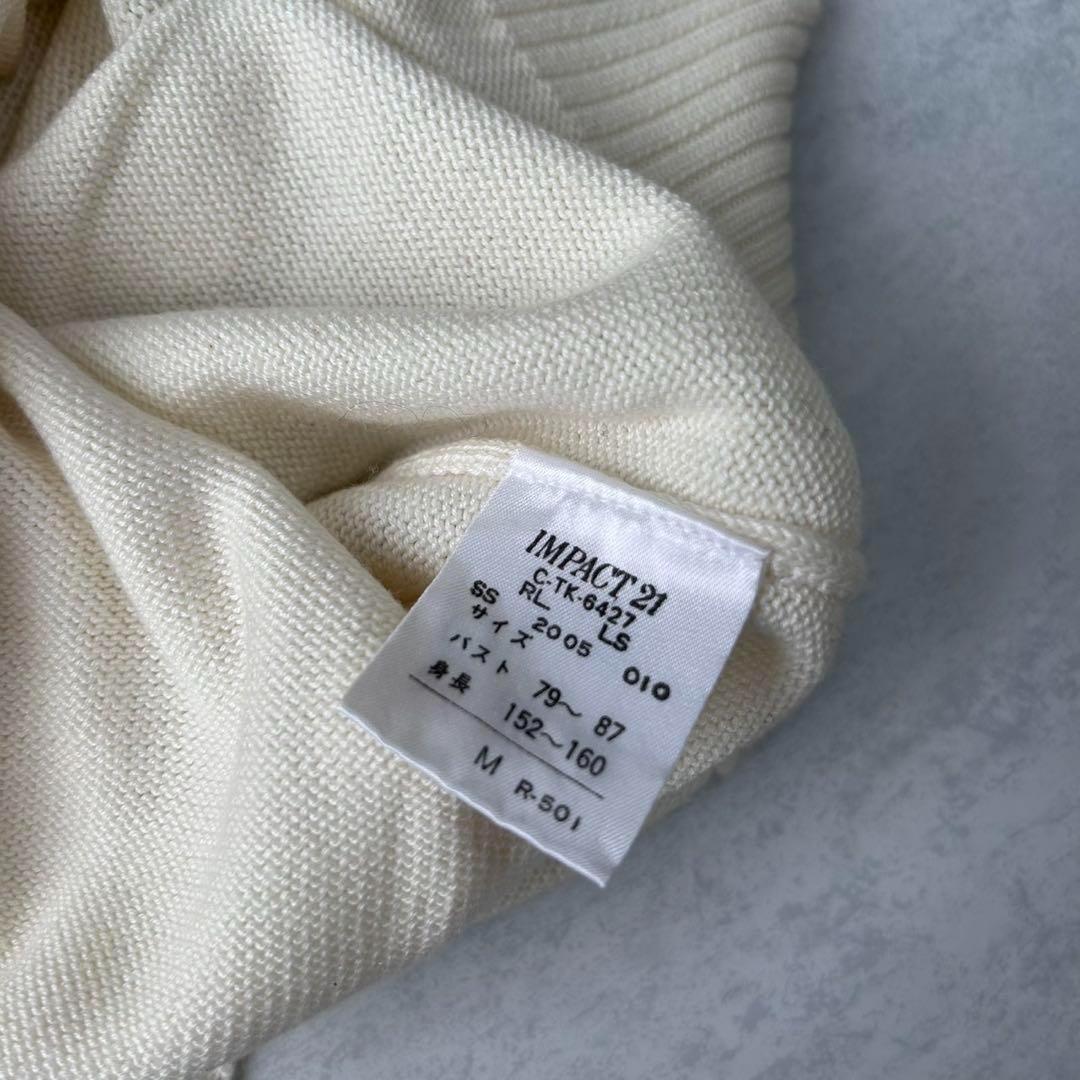 IMPACT 21
C-TK-6427
SS RL LS
サイズ 2005 010
バスト 79〜 87
身長 152〜160
M R-501